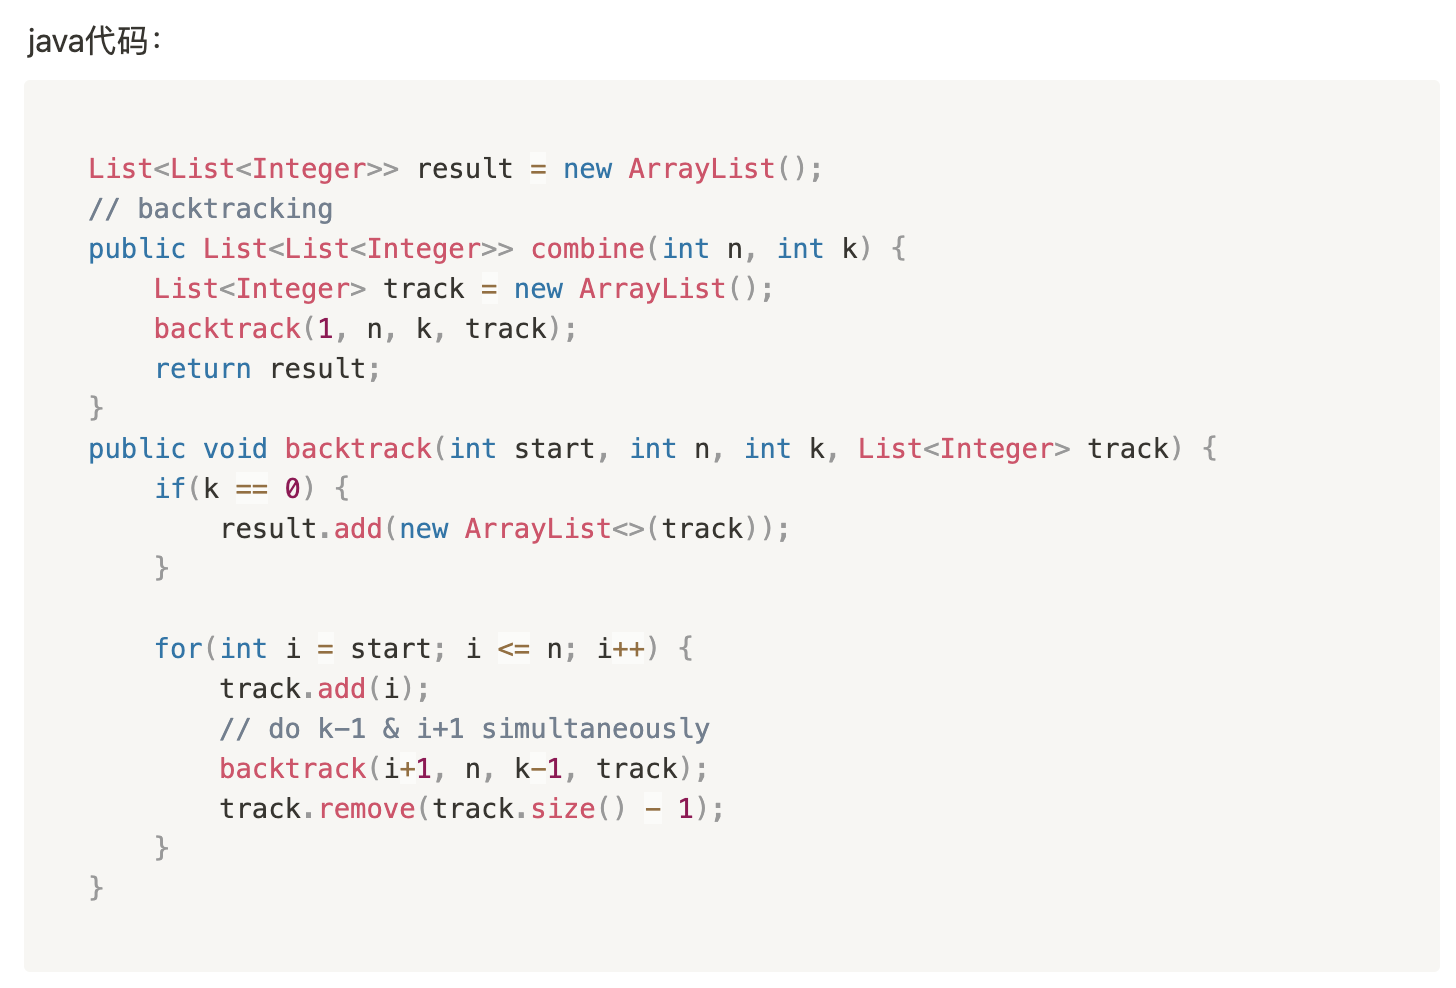 java代码：
List<List<Integer>> result = new ArrayList();
// backtracking
public List<List<Integer>> combine(int n, int k) {
    List<Integer> track = new ArrayList();
    backtrack(1, n, k, track);
    return result;
}
public void backtrack(int start, int n, int k, List<Integer> track) {
    if(k == 0) {
        result.add(new ArrayList<>(track));
    }

    for(int i = start; i <= n; i++) {
        track.add(i);
        // do k-1 & i+1 simultaneously
        backtrack(i+1, n, k-1, track);
        track.remove(track.size() - 1);
    }
}